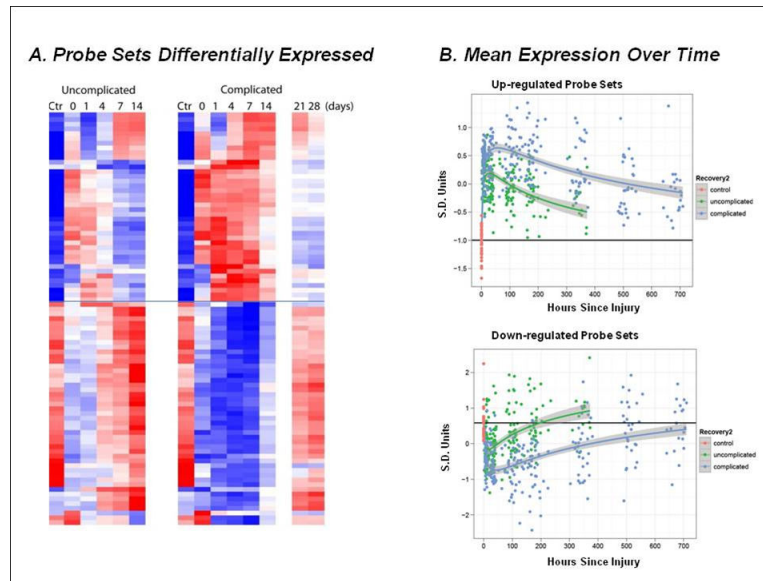 A. Probe Sets Differentially Expressed
Uncomplicated Complicated
Ctr 0 1 4 7 14 Ctr 0 1 4 7 14 21 28 (days)
B. Mean Expression Over Time
Up-regulated Probe Sets
S.D. Units
1.0
0.5
0.0
-0.5
-1.0
-1.5
0 100 200 300 400 500 600 700
Hours Since Injury
Recovery2
control
uncomplicated
complicated
Down-regulated Probe Sets
S.D. Units
2
1
0
-1
-2
0 100 200 300 400 500 600 700
Hours Since Injury
Recovery2
control
uncomplicated
complicated